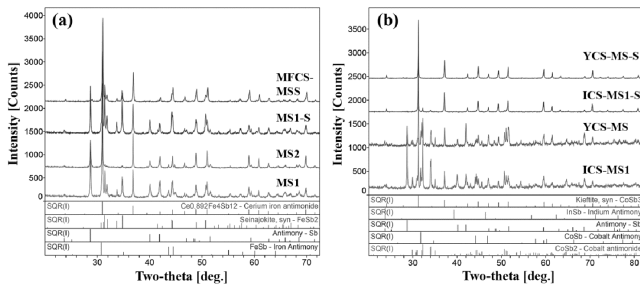 (a)
Intensity [Counts]
4000
3500
3000
2500
2000
1500
1000
500
0
MFCS-
MSS
MS1-S
MS2
MS1
SQR(I) Ce0.892Fe4Sb12 - Cerium iron antimonide
SQR(I) Seinajokite, syn - FeSb2
SQR(I) Antimony - Sb
SQR(I) FeSb - Iron Antimony
20 30 40 50 60 70
Two-theta [deg.]
(b)
Intensity [Counts]
3500
3000
2500
2000
1500
1000
500
0
YCS-MS-S
ICS-MS1-S
YCS-MS
ICS-MS1
SQR(I) Kieftite, syn - CoSb3
SQR(I) InSb - Indium Antimony
SQR(I) Antimony - Sb
SQR(I) CoSb - Cobalt Antimony
SQR(I) CoSb2 - Cobalt antimonide
20 30 40 50 60 70 80
Two-theta [deg.]